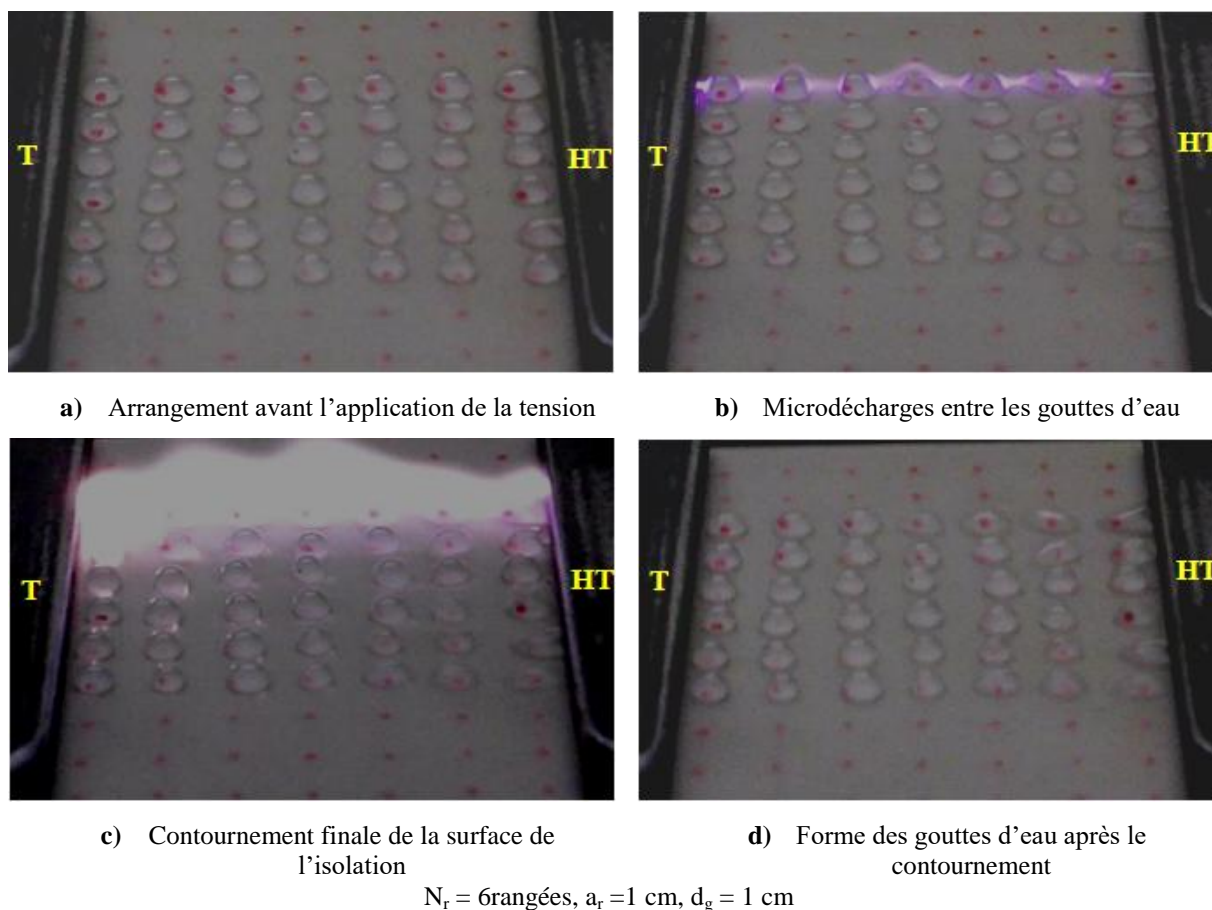 T
HT
T
HT
a) Arrangement avant l’application de la tension
b) Microdécharges entre les gouttes d’eau
T
HT
T
HT
c) Contournement finale de la surface de
l’isolation
d) Forme des gouttes d’eau après le
contournement
Nr = 6rangées, ar =1 cm, dg = 1 cm